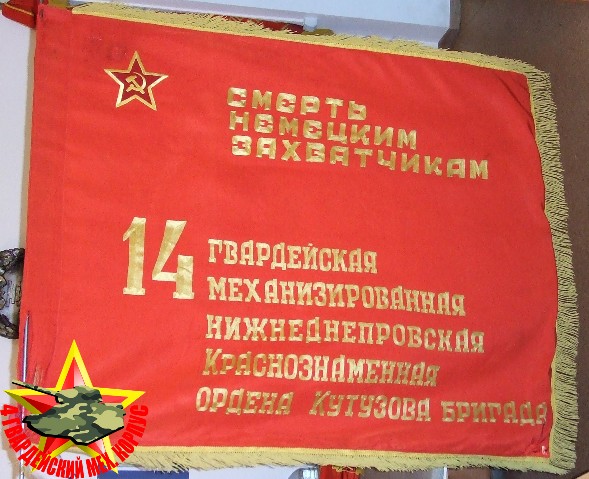 СМЕРТЬ
НЕМЕЦКИМ
ЗАХВАТЧИКАМ
14 ГВАРДЕЙСКАЯ
МЕХАНИЗИРОВАННАЯ
НИЖНЕДНЕПРОВСКАЯ
КРАСНОЗНАМЕННАЯ
ОРДЕНА КУТУЗОВА БРИГАДА
4 ГВАРДЕЙСКИЙ МЕХ. КОРПУС